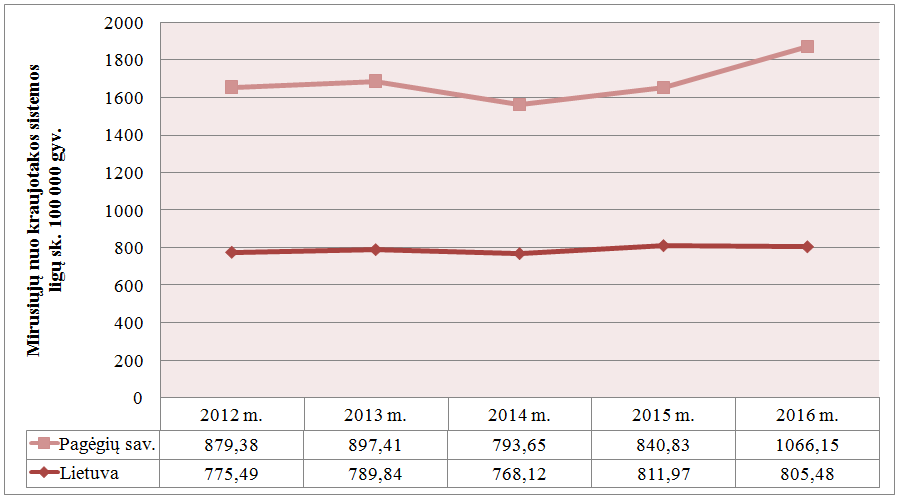 Mirusiųjų nuo kraujotakos sistemos
ligų sk. 100 000 gyv.
2000
1800
1600
1400
1200
1000
800
600
400
200
0
2012 m. 2013 m. 2014 m. 2015 m. 2016 m.
Pagėgių sav. 879,38 897,41 793,65 840,83 1066,15
Lietuva 775,49 789,84 768,12 811,97 805,48